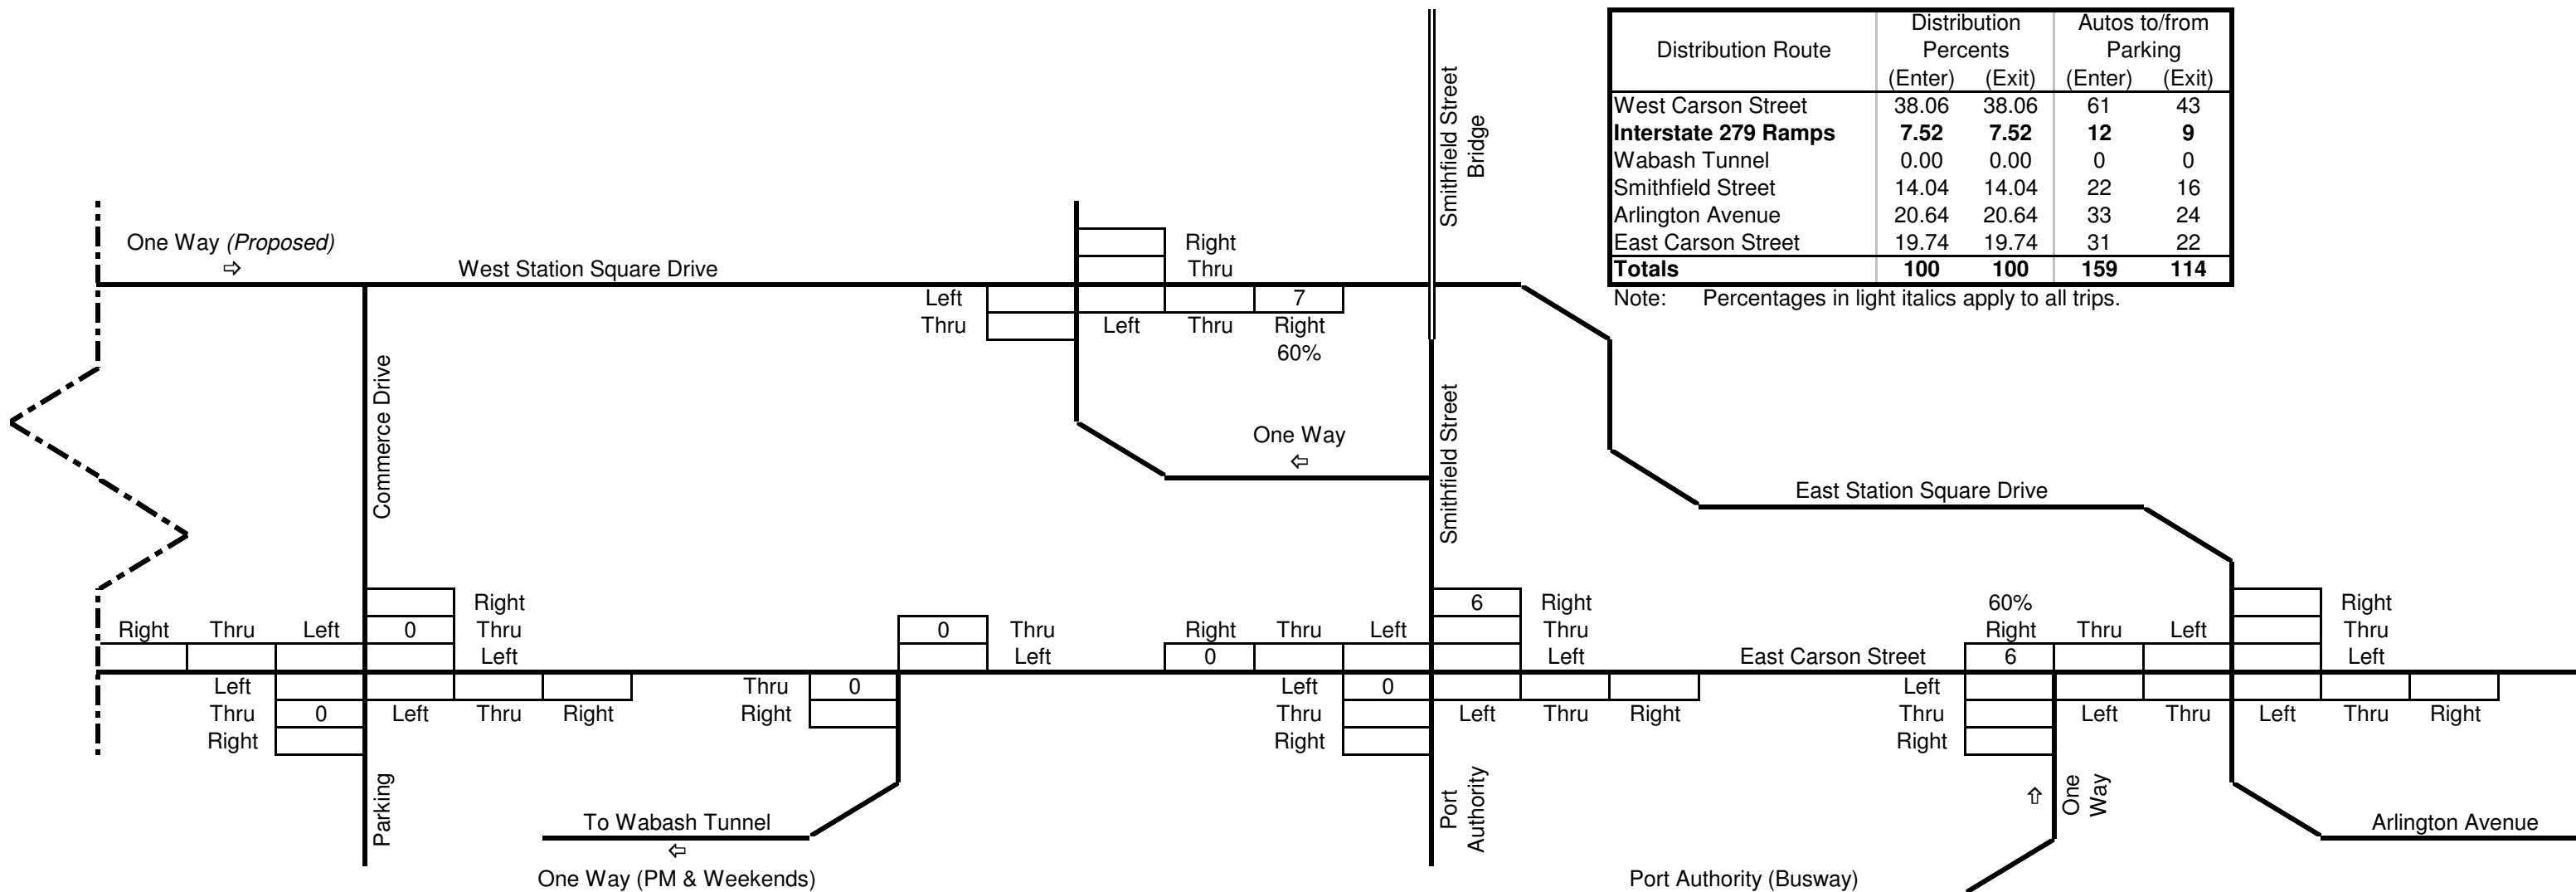 Distribution Route
Distribution Percents
Autos to/from Parking
(Enter) (Exit) (Enter) (Exit)
West Carson Street 38.06 38.06 61 43
Interstate 279 Ramps 7.52 7.52 12 9
Wabash Tunnel 0.00 0.00 0 0
Smithfield Street 14.04 14.04 22 16
Arlington Avenue 20.64 20.64 33 24
East Carson Street 19.74 19.74 31 22
Totals 100 100 159 114
Note: Percentages in light italics apply to all trips.
Smithfield Street
Bridge
One Way (Proposed)
⇨
West Station Square Drive
Right
Thru
Left 7
Thru Left Thru Right
60%
Commerce Drive
Smithfield Street
One Way
⇦
East Station Square Drive
Right
Right Thru Left 0 Thru
Left
Left
Thru 0 Left Thru Right
Right
Parking
0 Thru
Left
Thru 0
Right
To Wabash Tunnel
⇦
One Way (PM & Weekends)
6 Right
Right Thru Left Thru
0 Left
Left 0
Thru Left Thru Right
Right
Port
Authority
East Carson Street
60% Right
Right Thru Left Thru
6 Left
Left
Thru Left Thru Left Thru Right
Right
⇧
One
Way
Arlington Avenue
Port Authority (Busway)